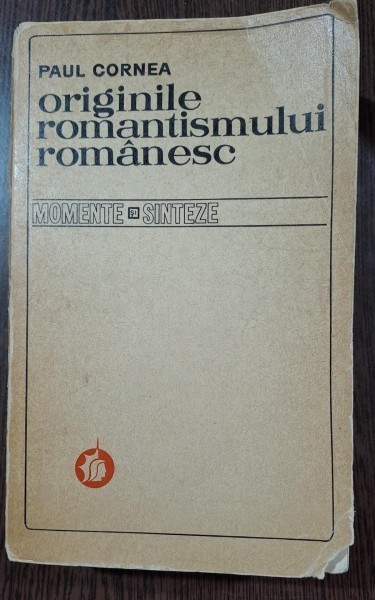 PAUL CORNEA
originile
romantismului
românesc
MOMENTE ȘI SINTEZE